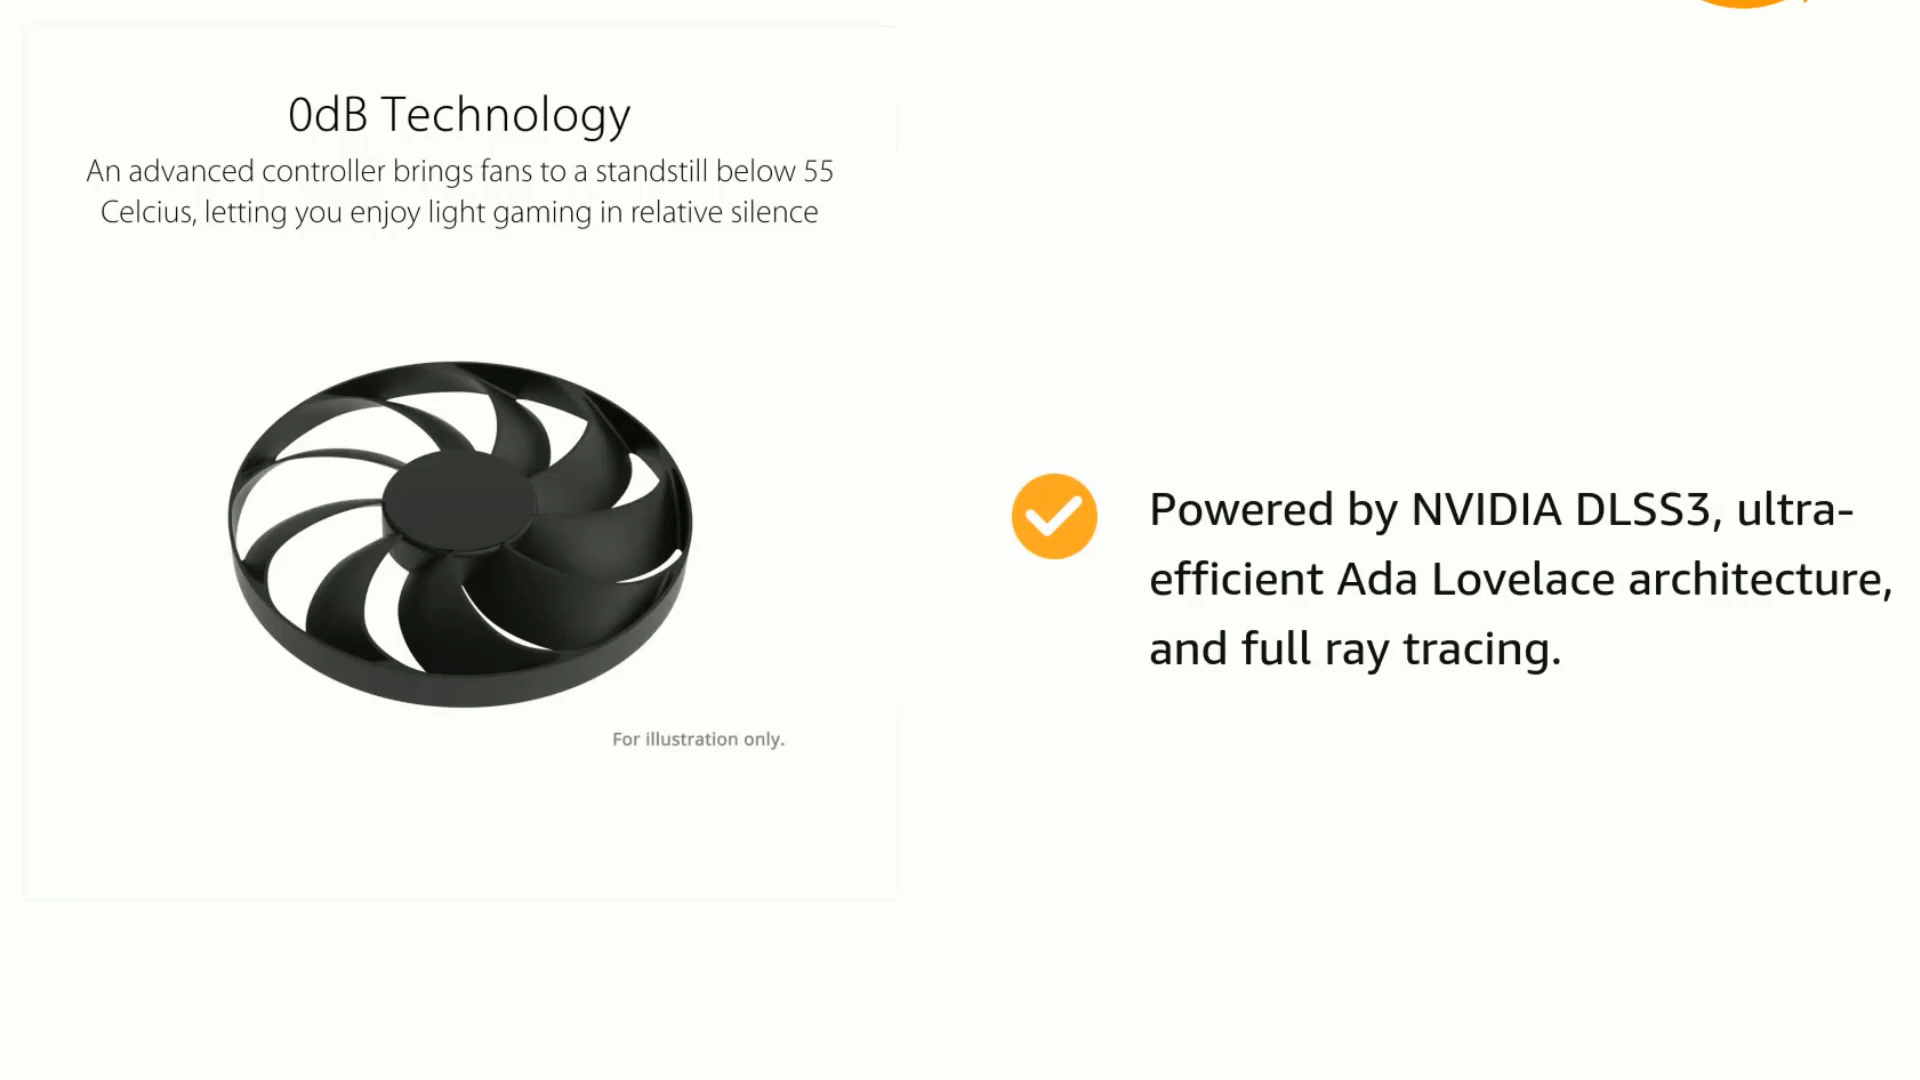 0dB Technology
An advanced controller brings fans to a standstill below 55
Celcius, letting you enjoy light gaming in relative silence
For illustration only.
Powered by NVIDIA DLSS3, ultra-
efficient Ada Lovelace architecture,
and full ray tracing.